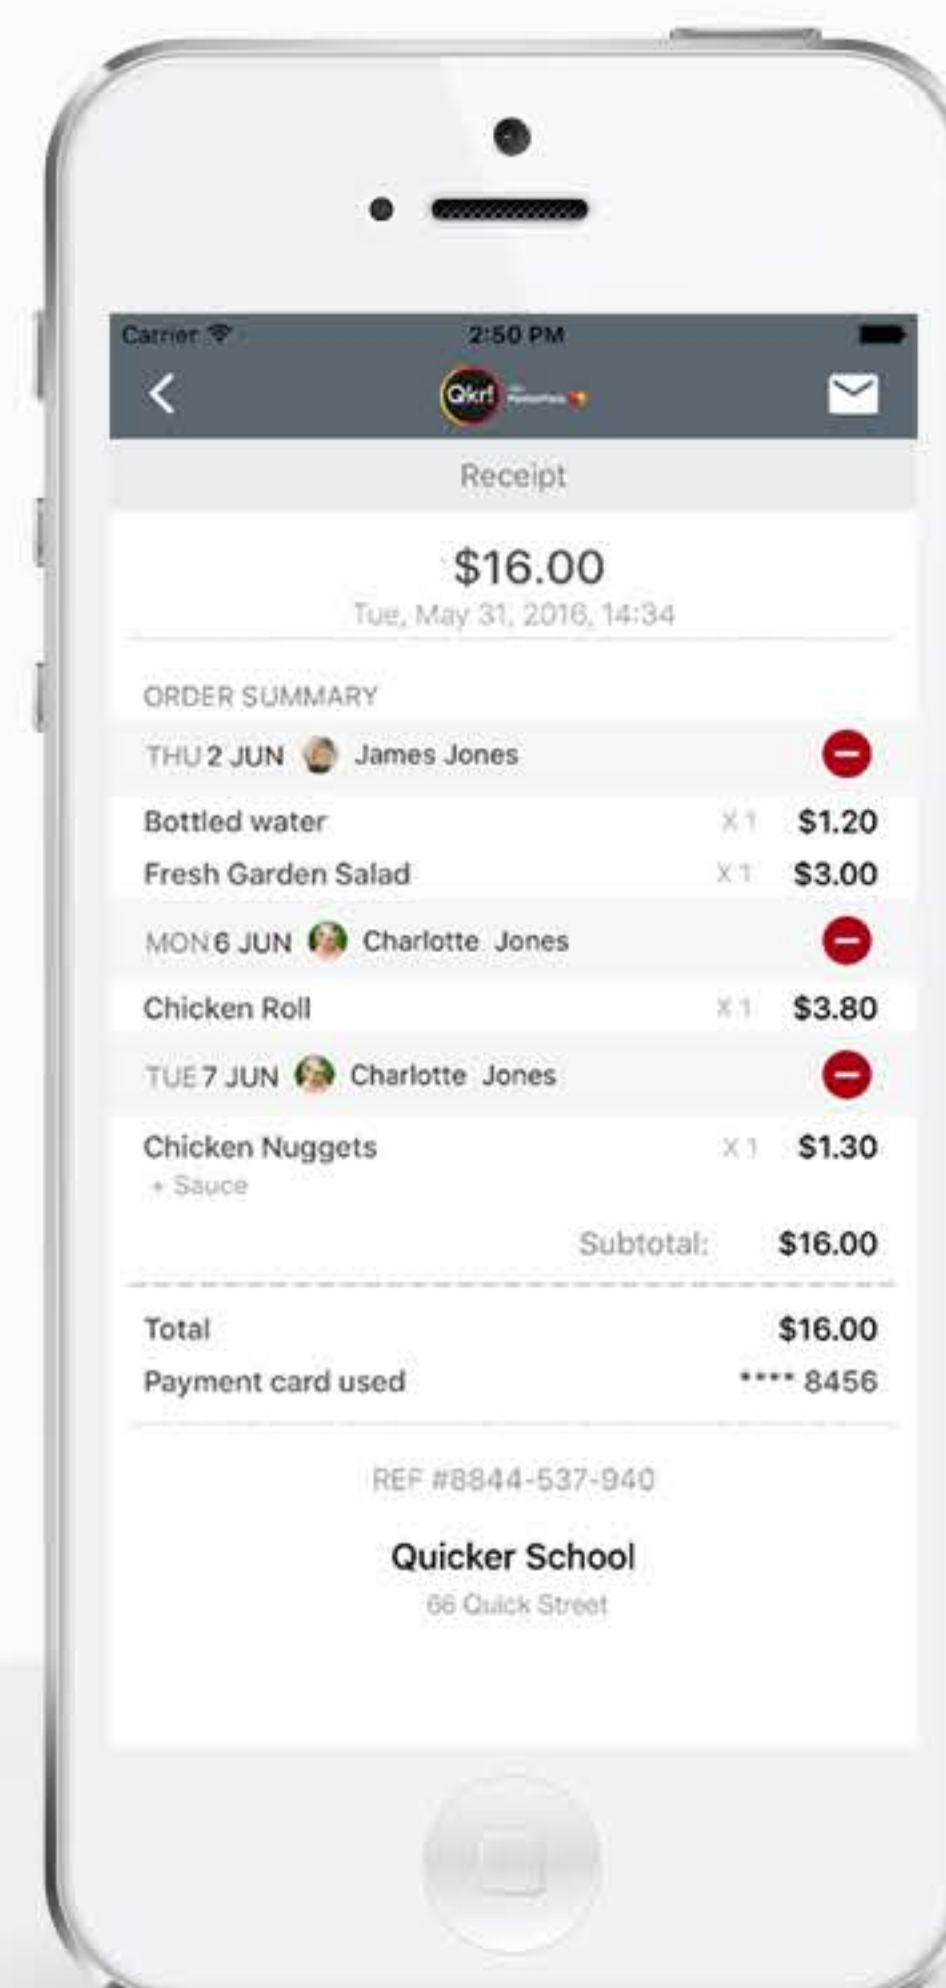 Carrier 2:50 PM
Qkr!
Receipt
$16.00
Tue, May 31, 2016, 14:34
ORDER SUMMARY
THU 2 JUN James Jones
Bottled water X 1 $1.20
Fresh Garden Salad X 1 $3.00
MON 6 JUN Charlotte Jones
Chicken Roll X 1 $3.80
TUE 7 JUN Charlotte Jones
Chicken Nuggets X 1 $1.30
+ Sauce
Subtotal: $16.00
Total $16.00
Payment card used **** 8456
REF #8844-537-940
Quicker School
66 Quick Street